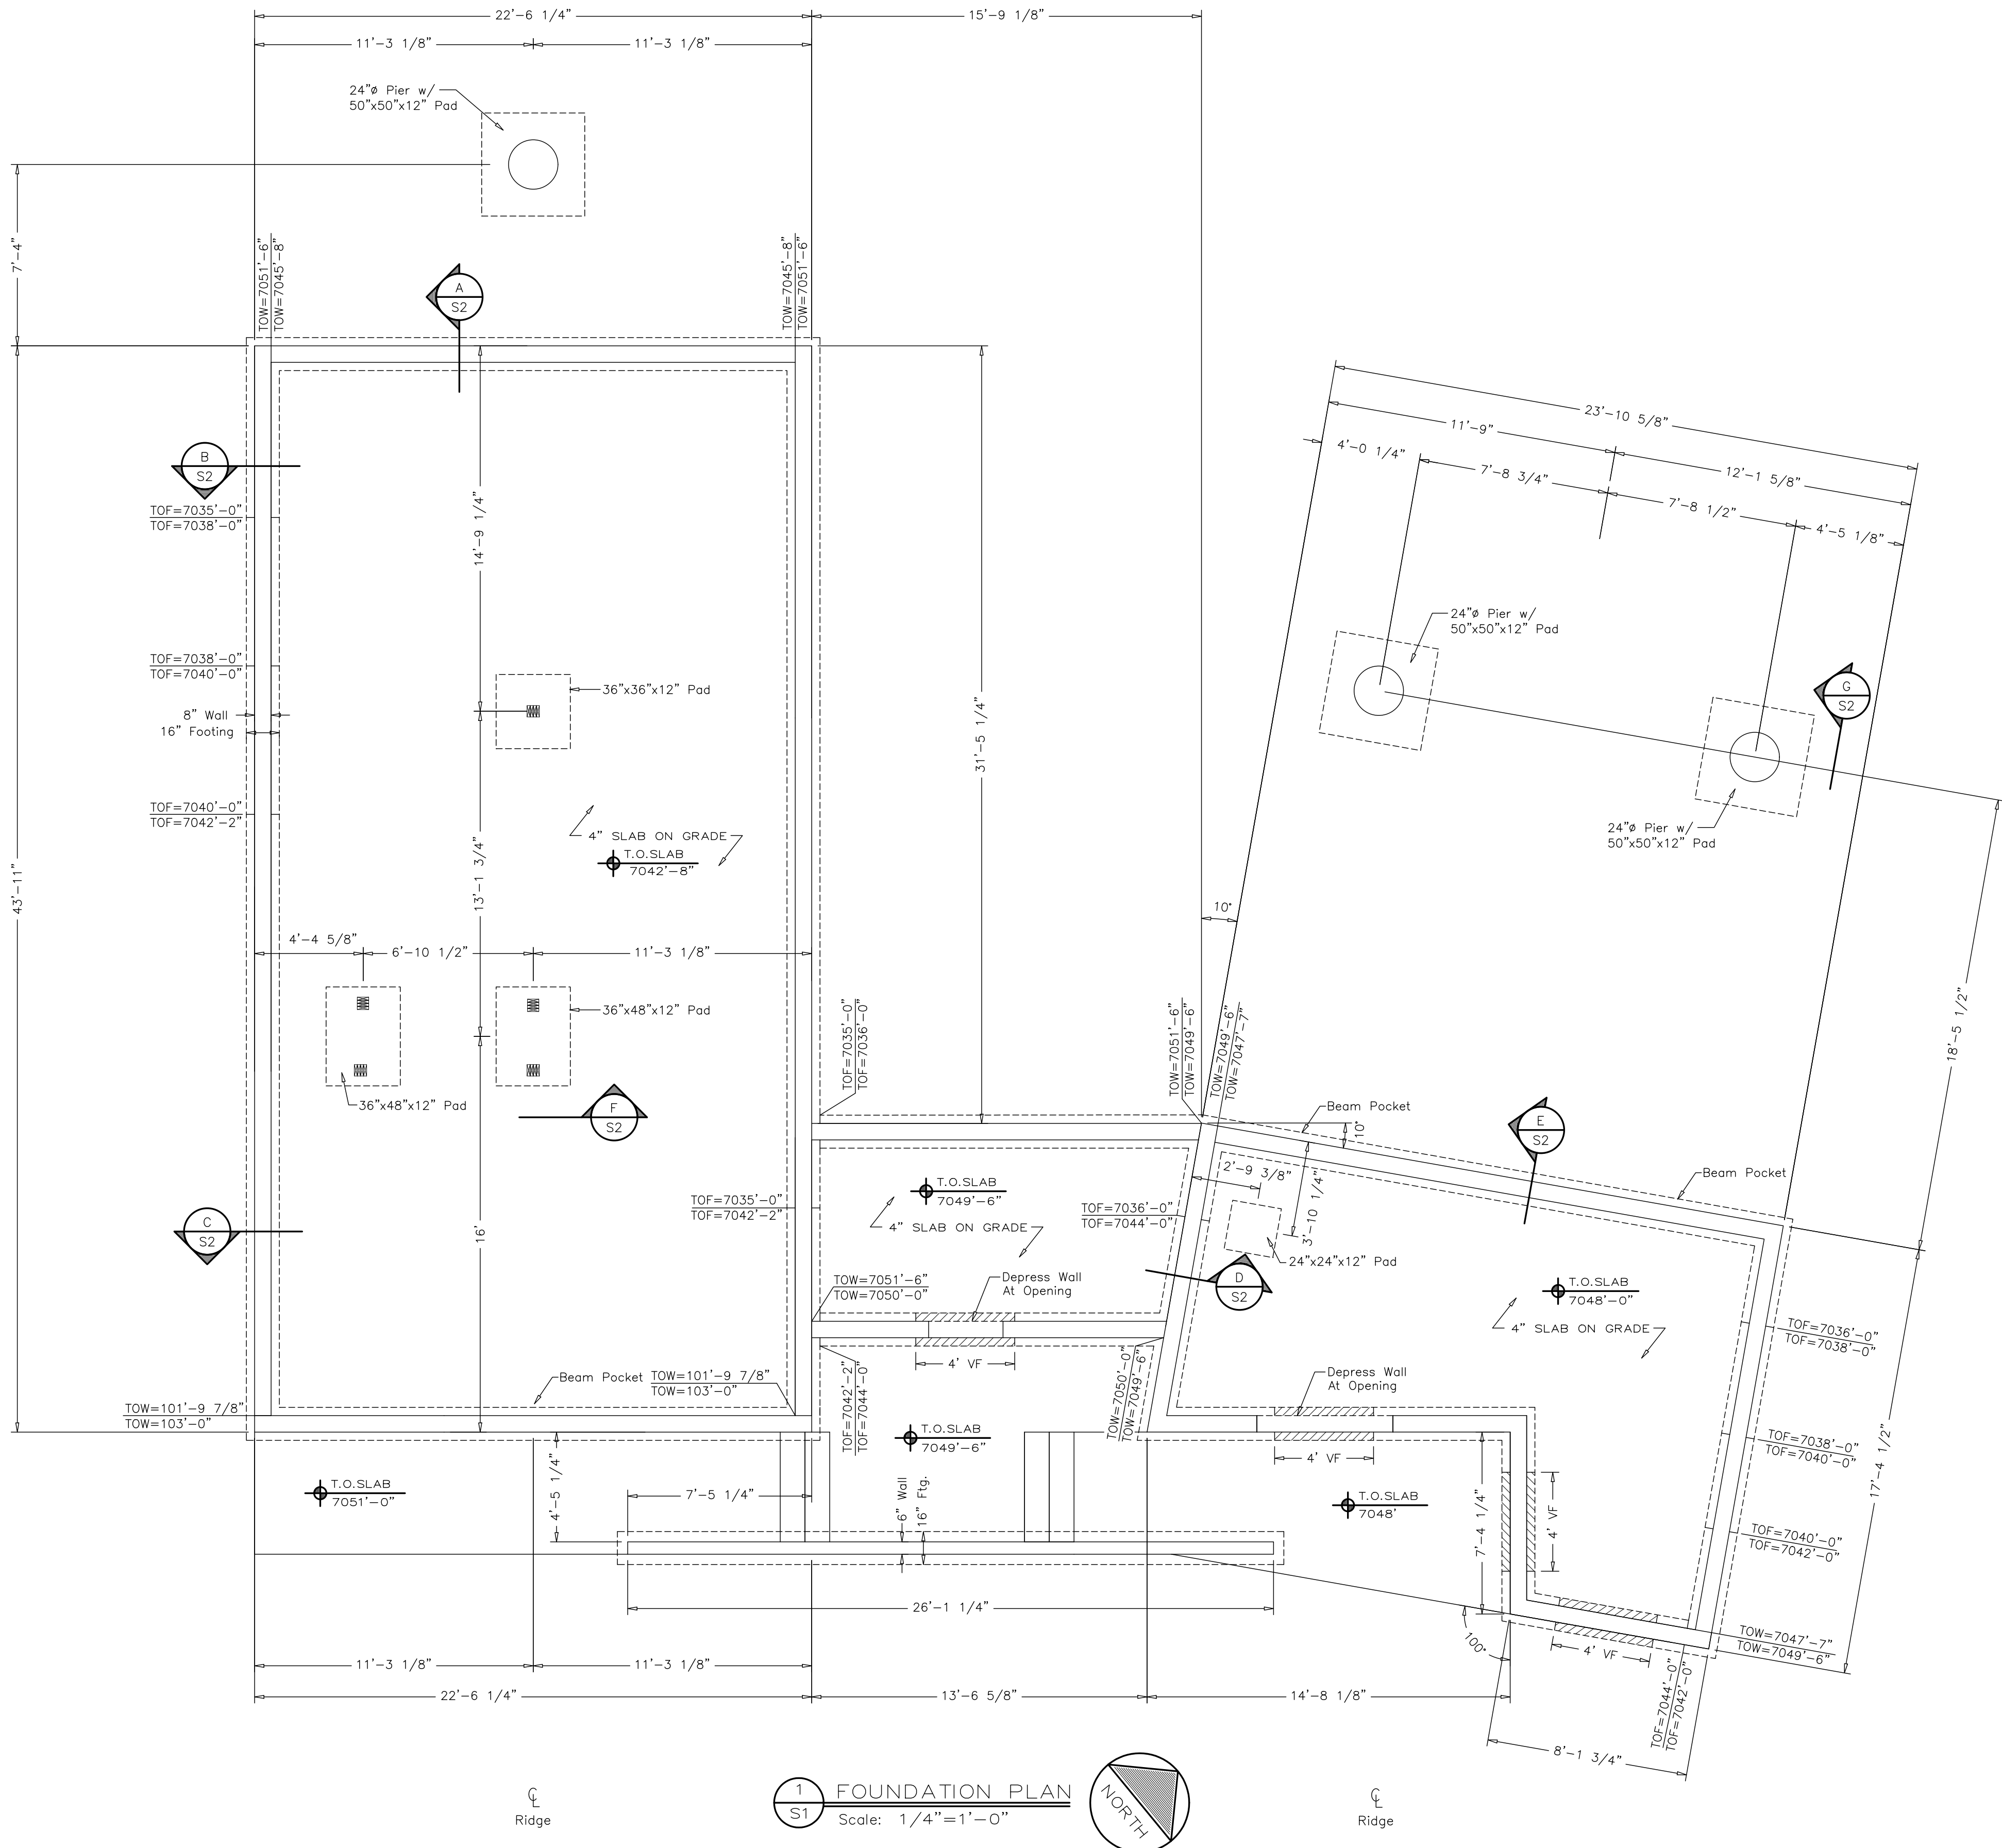 22'-6 1/4"
15'-9 1/8"
11'-3 1/8"
11'-3 1/8"
24"ø Pier w/
50"x50"x12" Pad
7'-4"
TOW=7051'-6"
TOW=7045'-8"
TOW=7045'-8"
TOW=7051'-6"
A
S2
23'-10 5/8"
11'-9"
12'-1 5/8"
4'-0 1/4"
7'-8 3/4"
7'-8 1/2"
4'-5 1/8"
B
S2
TOF=7035'-0"
TOF=7038'-0"
14'-9 1/4"
24"ø Pier w/
50"x50"x12" Pad
G
S2
TOF=7038'-0"
TOF=7040'-0"
36"x36"x12" Pad
8" Wall
16" Footing
31'-5 1/4"
TOF=7040'-0"
TOF=7042'-2"
4" SLAB ON GRADE
T.O.SLAB
7042'-8"
24"ø Pier w/
50"x50"x12" Pad
43'-11"
13'-1 3/4"
10°
4'-4 5/8"
6'-10 1/2"
11'-3 1/8"
18'-5 1/2"
36"x48"x12" Pad
TOF=7035'-0"
TOF=7036'-0"
TOW=7051'-6"
TOW=7049'-6"
TOW=7049'-6"
TOW=7047'-7"
36"x48"x12" Pad
F
S2
Beam Pocket
10°
E
S2
Beam Pocket
2'-9 3/8"
3'-10 1/4"
T.O.SLAB
7049'-6"
TOF=7035'-0"
TOF=7042'-2"
TOF=7036'-0"
TOF=7044'-0"
4" SLAB ON GRADE
C
S2
16'
24"x24"x12" Pad
D
S2
TOW=7051'-6"
TOW=7050'-0"
Depress Wall
At Opening
T.O.SLAB
7048'-0"
4" SLAB ON GRADE
TOF=7036'-0"
TOF=7038'-0"
4' VF
Beam Pocket
TOW=101'-9 7/8"
TOW=103'-0"
TOF=7042'-2"
TOF=7044'-0"
TOW=7050'-0"
TOW=7049'-6"
Depress Wall
At Opening
TOW=101'-9 7/8"
TOW=103'-0"
T.O.SLAB
7049'-6"
4' VF
TOF=7038'-0"
TOF=7040'-0"
17'-4 1/2"
T.O.SLAB
7051'-0"
4'-5 1/4"
7'-5 1/4"
6" Wall
16" Ftg.
T.O.SLAB
7048'
7'-4 1/4"
4' VF
TOF=7040'-0"
TOF=7042'-0"
26'-1 1/4"
100°
4' VF
TOW=7047'-7"
TOW=7049'-6"
TOF=7044'-0"
TOF=7042'-0"
11'-3 1/8"
11'-3 1/8"
22'-6 1/4"
13'-6 5/8"
14'-8 1/8"
8'-1 3/4"
CL
Ridge
1
S1
FOUNDATION PLAN
Scale: 1/4"=1'-0"
NORTH
CL
Ridge